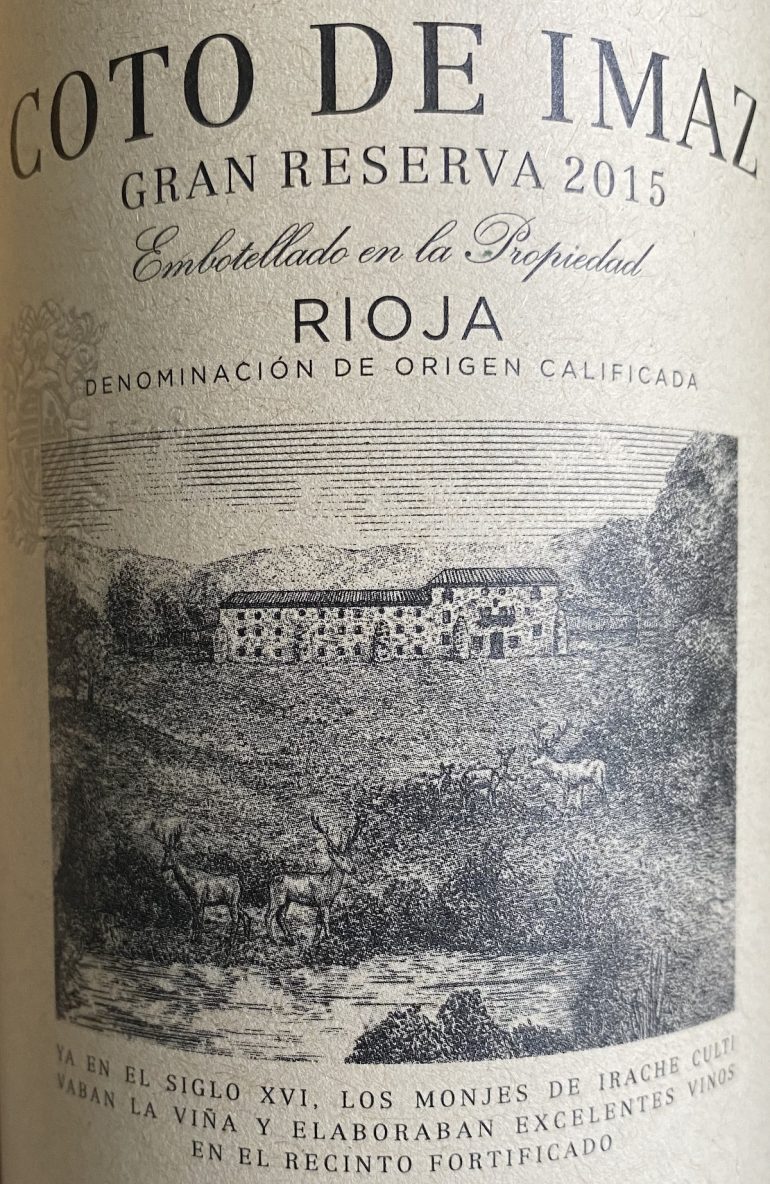 COTO DE IMAZ
GRAN RESERVA 2015
Embotellado en la Propiedad
RIOJA
DENOMINACIÓN DE ORIGEN CALIFICADA
YA EN EL SIGLO XVI, LOS MONJES DE IRACHE CULTI
VABAN LA VIÑA Y ELABORABAN EXCELENTES VINOS
EN EL RECINTO FORTIFICADO